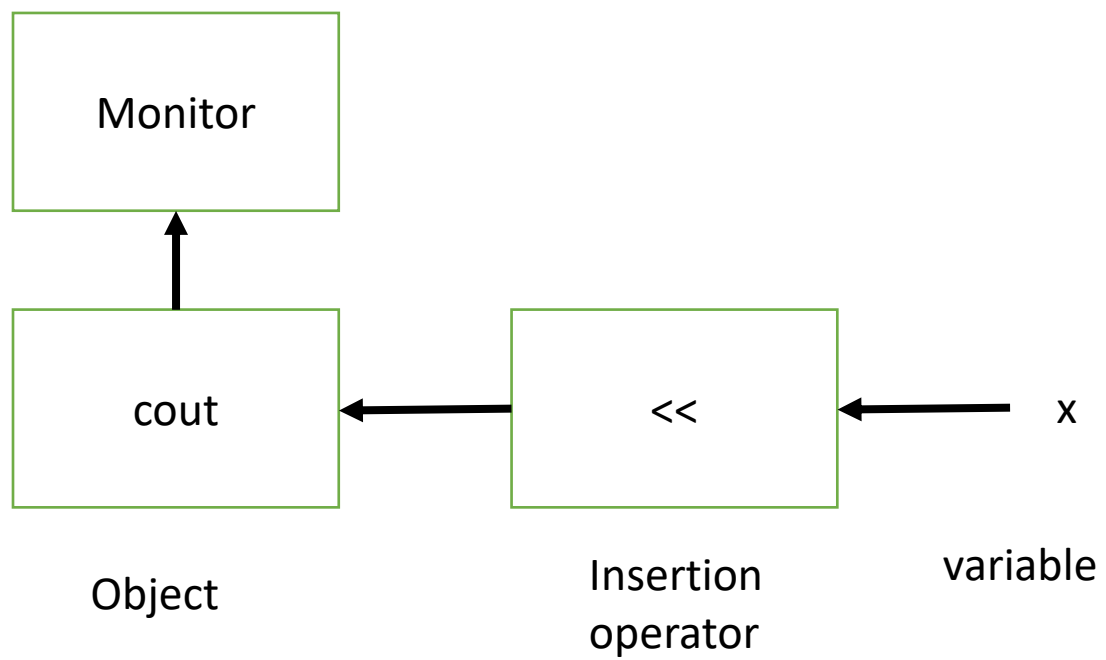 Monitor
cout
<<
x
Object
Insertion
operator
variable